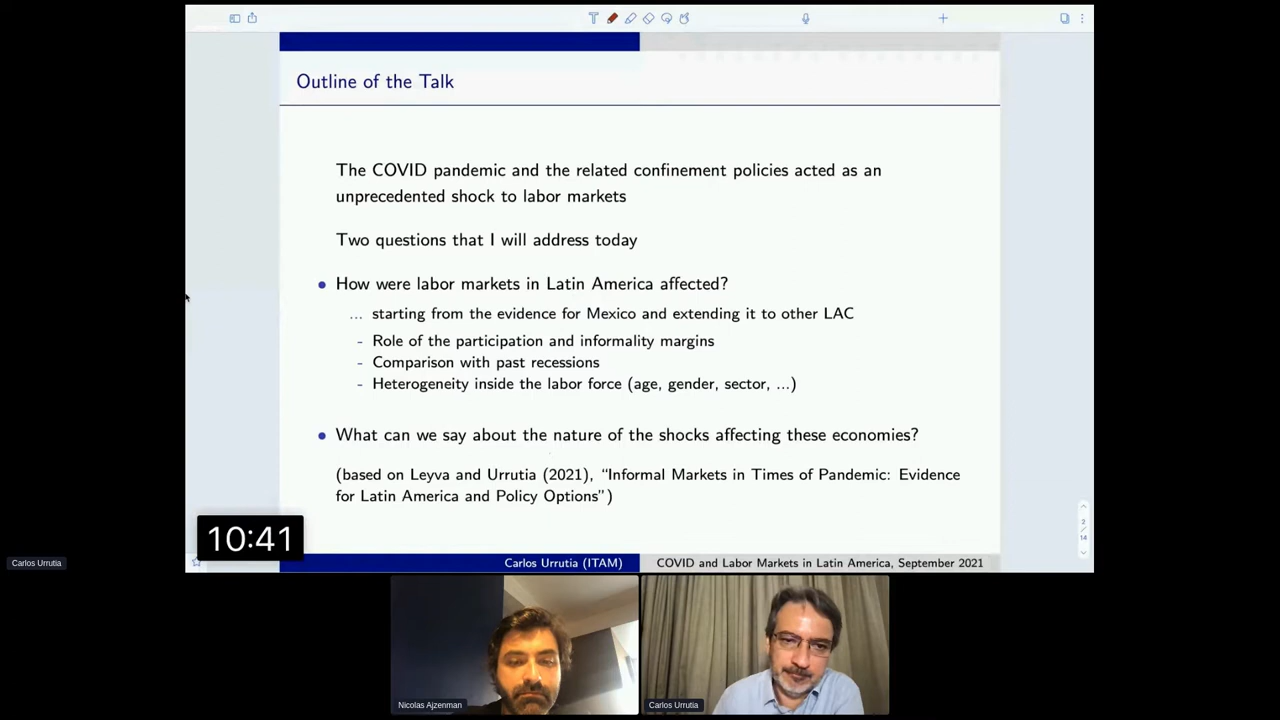 Outline of the Talk
The COVID pandemic and the related confinement policies acted as an
unprecedented shock to labor markets
Two questions that I will address today
• How were labor markets in Latin America affected?
... starting from the evidence for Mexico and extending it to other LAC
- Role of the participation and informality margins
- Comparison with past recessions
- Heterogeneity inside the labor force (age, gender, sector, ...)
• What can we say about the nature of the shocks affecting these economies?
(based on Leyva and Urrutia (2021), “Informal Markets in Times of Pandemic: Evidence
for Latin America and Policy Options”)
2
/
14
10:41
Carlos Urrutia (ITAM)
COVID and Labor Markets in Latin America, September 2021
Carlos Urrutia
Nicolas Ajzenman
Carlos Urrutia